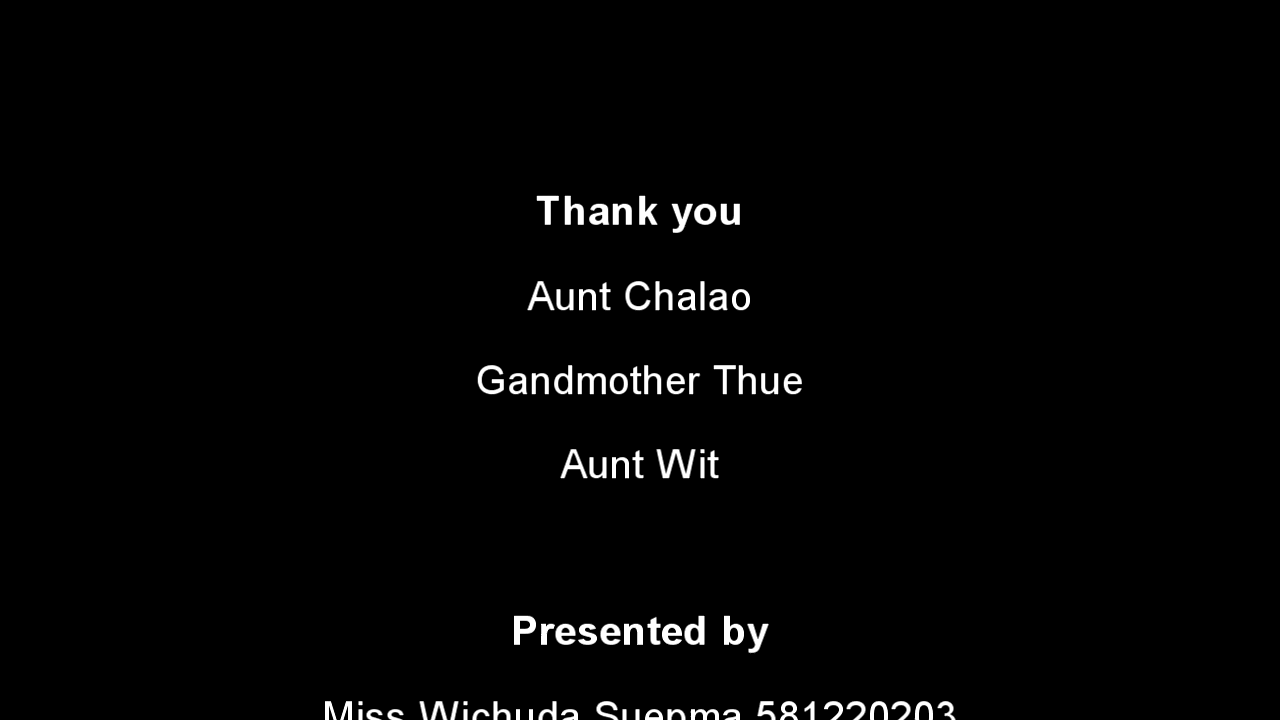 Thank you
Aunt Chalao
Gandmother Thue
Aunt Wit
Presented by
Miss Wichuda Suepma 581220203